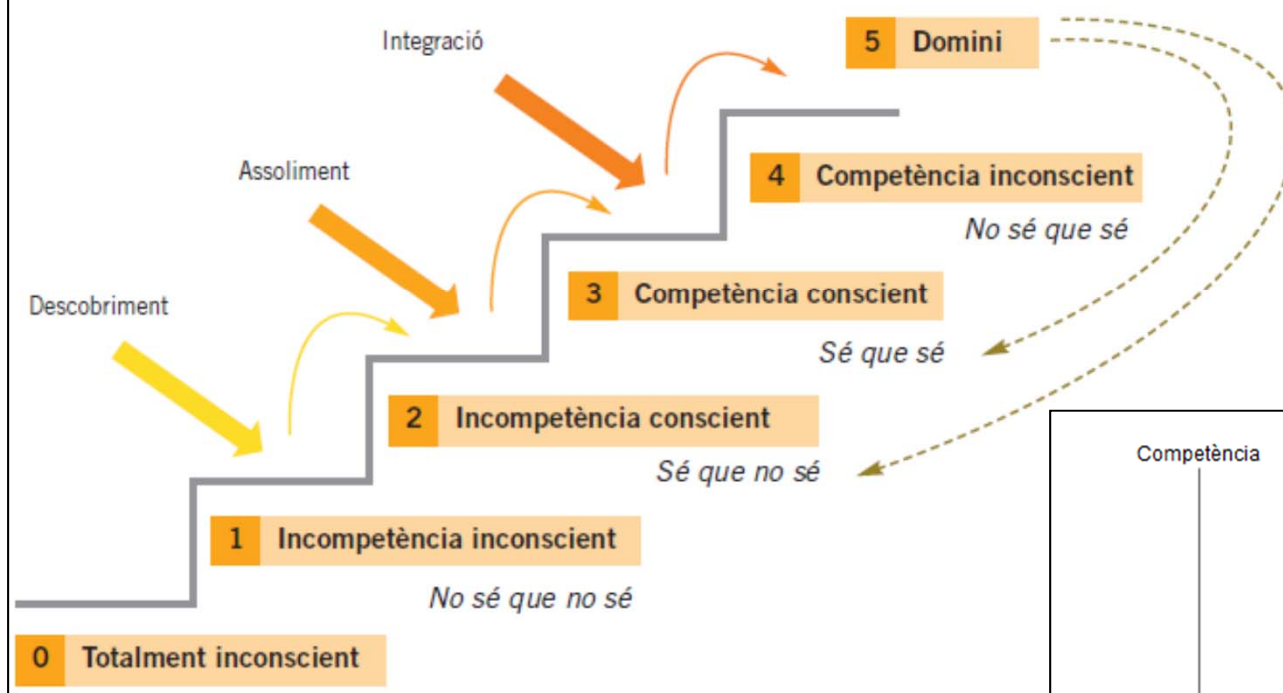 Integració
5 Domini
Assoliment
4 Competència inconscient
No sé que sé
Descobriment
3 Competència conscient
Sé que sé
2 Incompetència conscient
Sé que no sé
Competència
1 Incompetència inconscient
No sé que no sé
0 Totalment inconscient